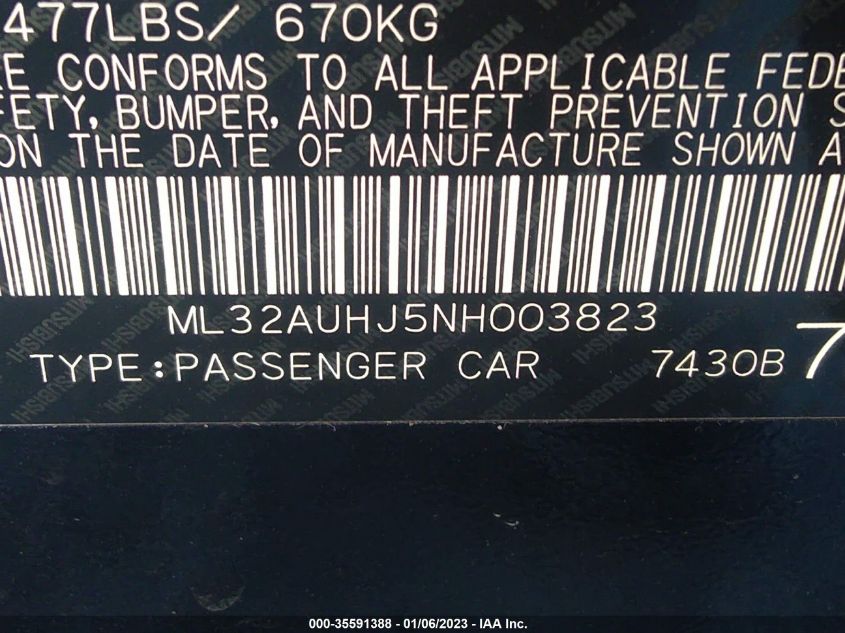 477LBS/ 670KG
E CONFORMS TO ALL APPLICABLE FEDE
FETY, BUMPER, AND THEFT PREVENTION S
ON THE DATE OF MANUFACTURE SHOWN A
ML32AUHJ5NH003823
TYPE:PASSENGER CAR 7430B 7
000-35591388 - 01/06/2023 - IAA Inc.